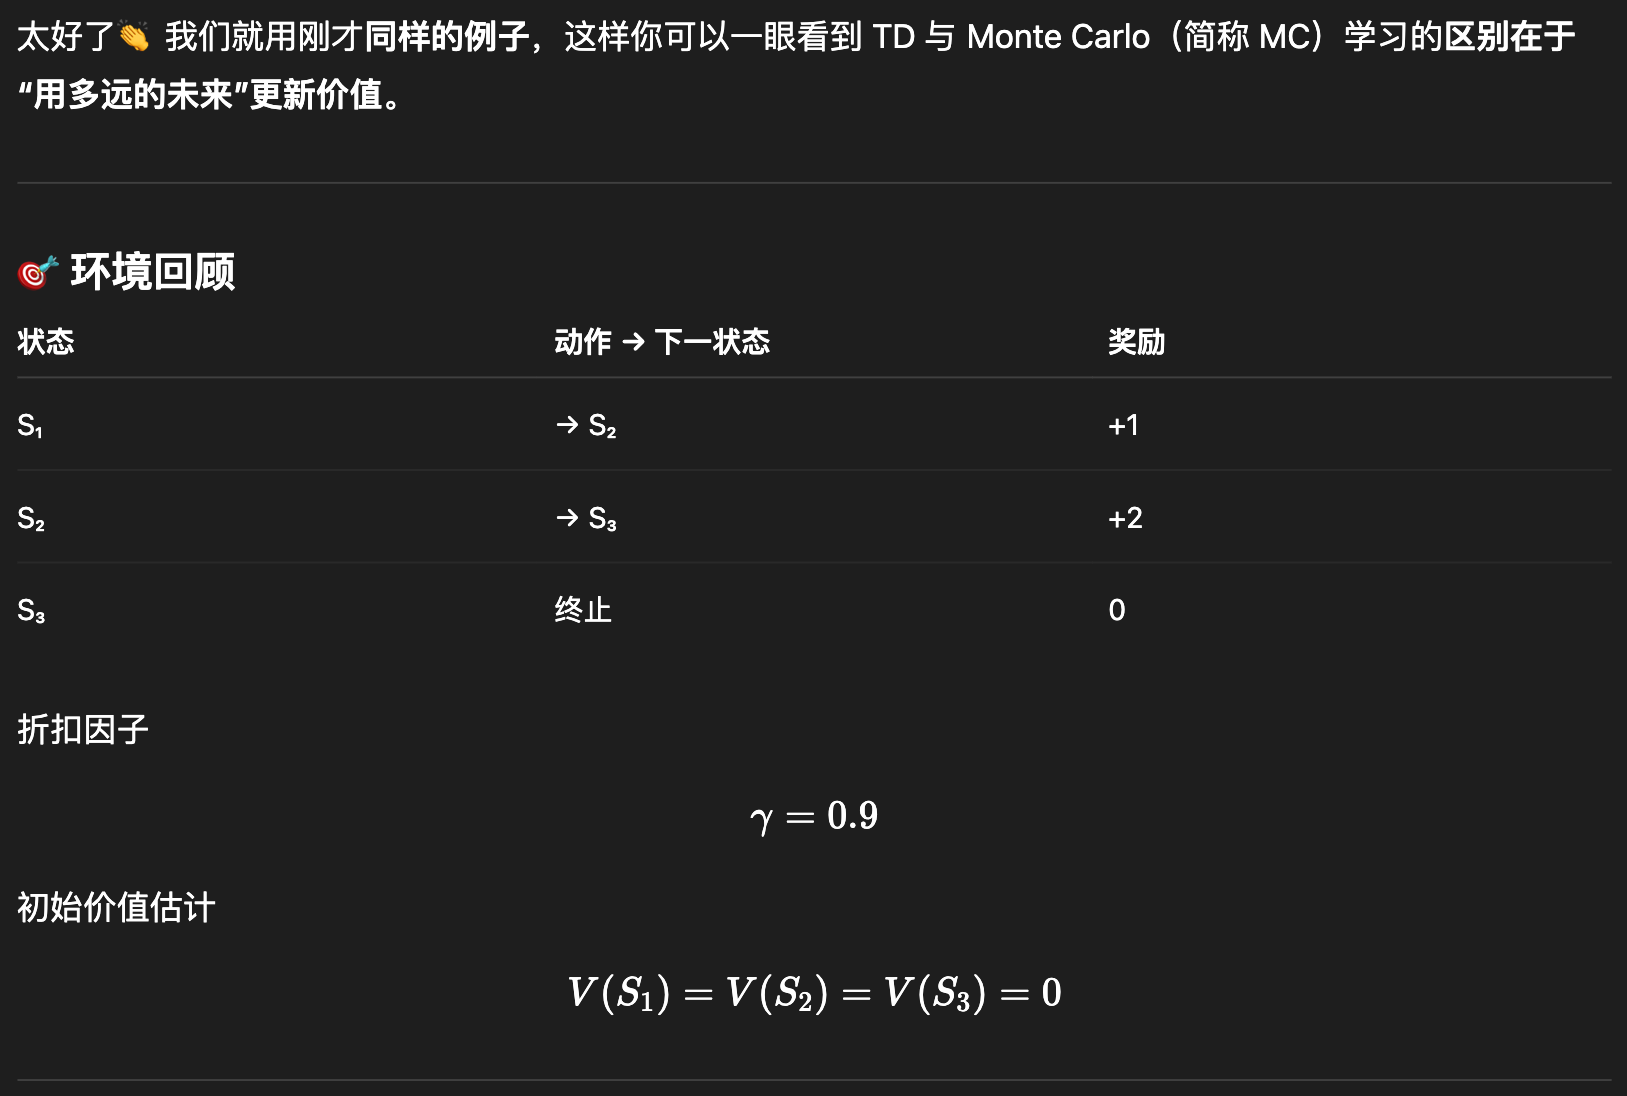 太好了👏 我们就用刚才同样的例子，这样你可以一眼看到 TD 与 Monte Carlo（简称 MC）学习的区别在于
“用多远的未来”更新价值。
🎯 环境回顾
状态 动作 → 下一状态 奖励
S₁ → S₂ +1
S₂ → S₃ +2
S₃ 终止 0
折扣因子
γ = 0.9
初始价值估计
V(S₁) = V(S₂) = V(S₃) = 0